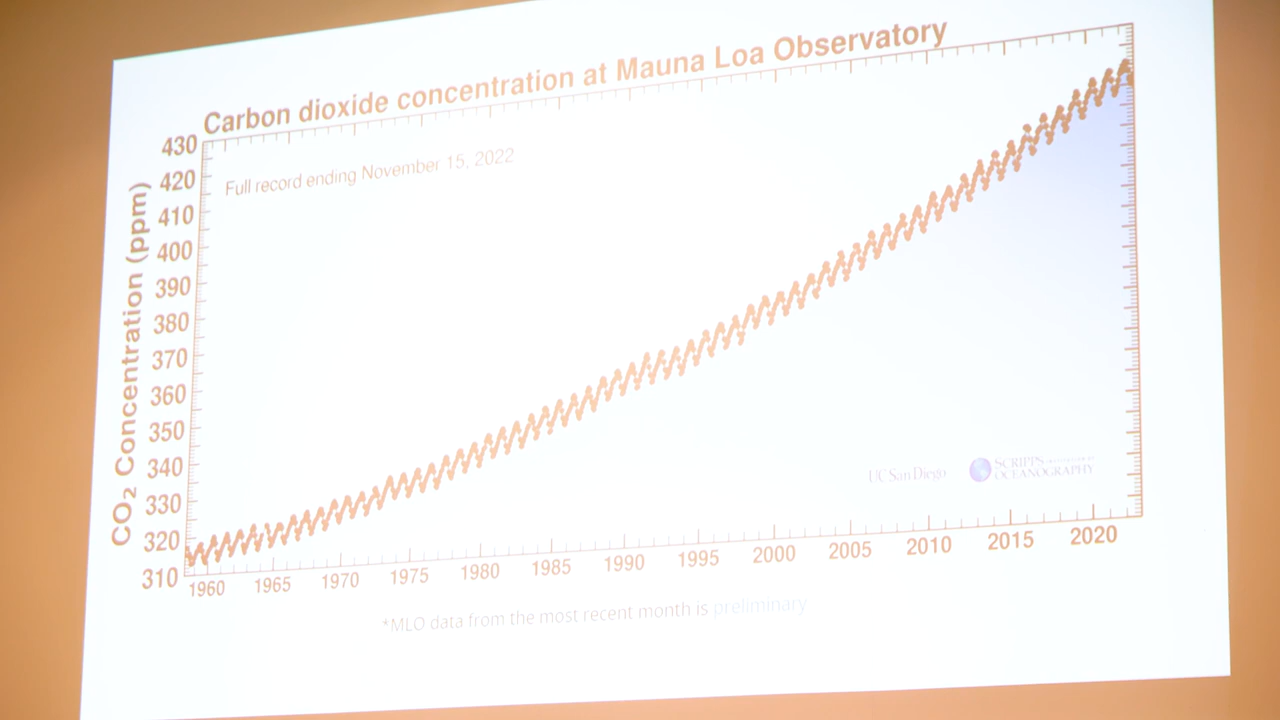 Carbon dioxide concentration at Mauna Loa Observatory
Full record ending November 15, 2022
CO₂ Concentration (ppm)
430
420
410
400
390
380
370
360
350
340
330
320
310
1960 1965 1970 1975 1980 1985 1990 1995 2000 2005 2010 2015 2020
UC San Diego
SCRIPPS INSTITUTION OF
OCEANOGRAPHY
*MLO data from the most recent month is preliminary